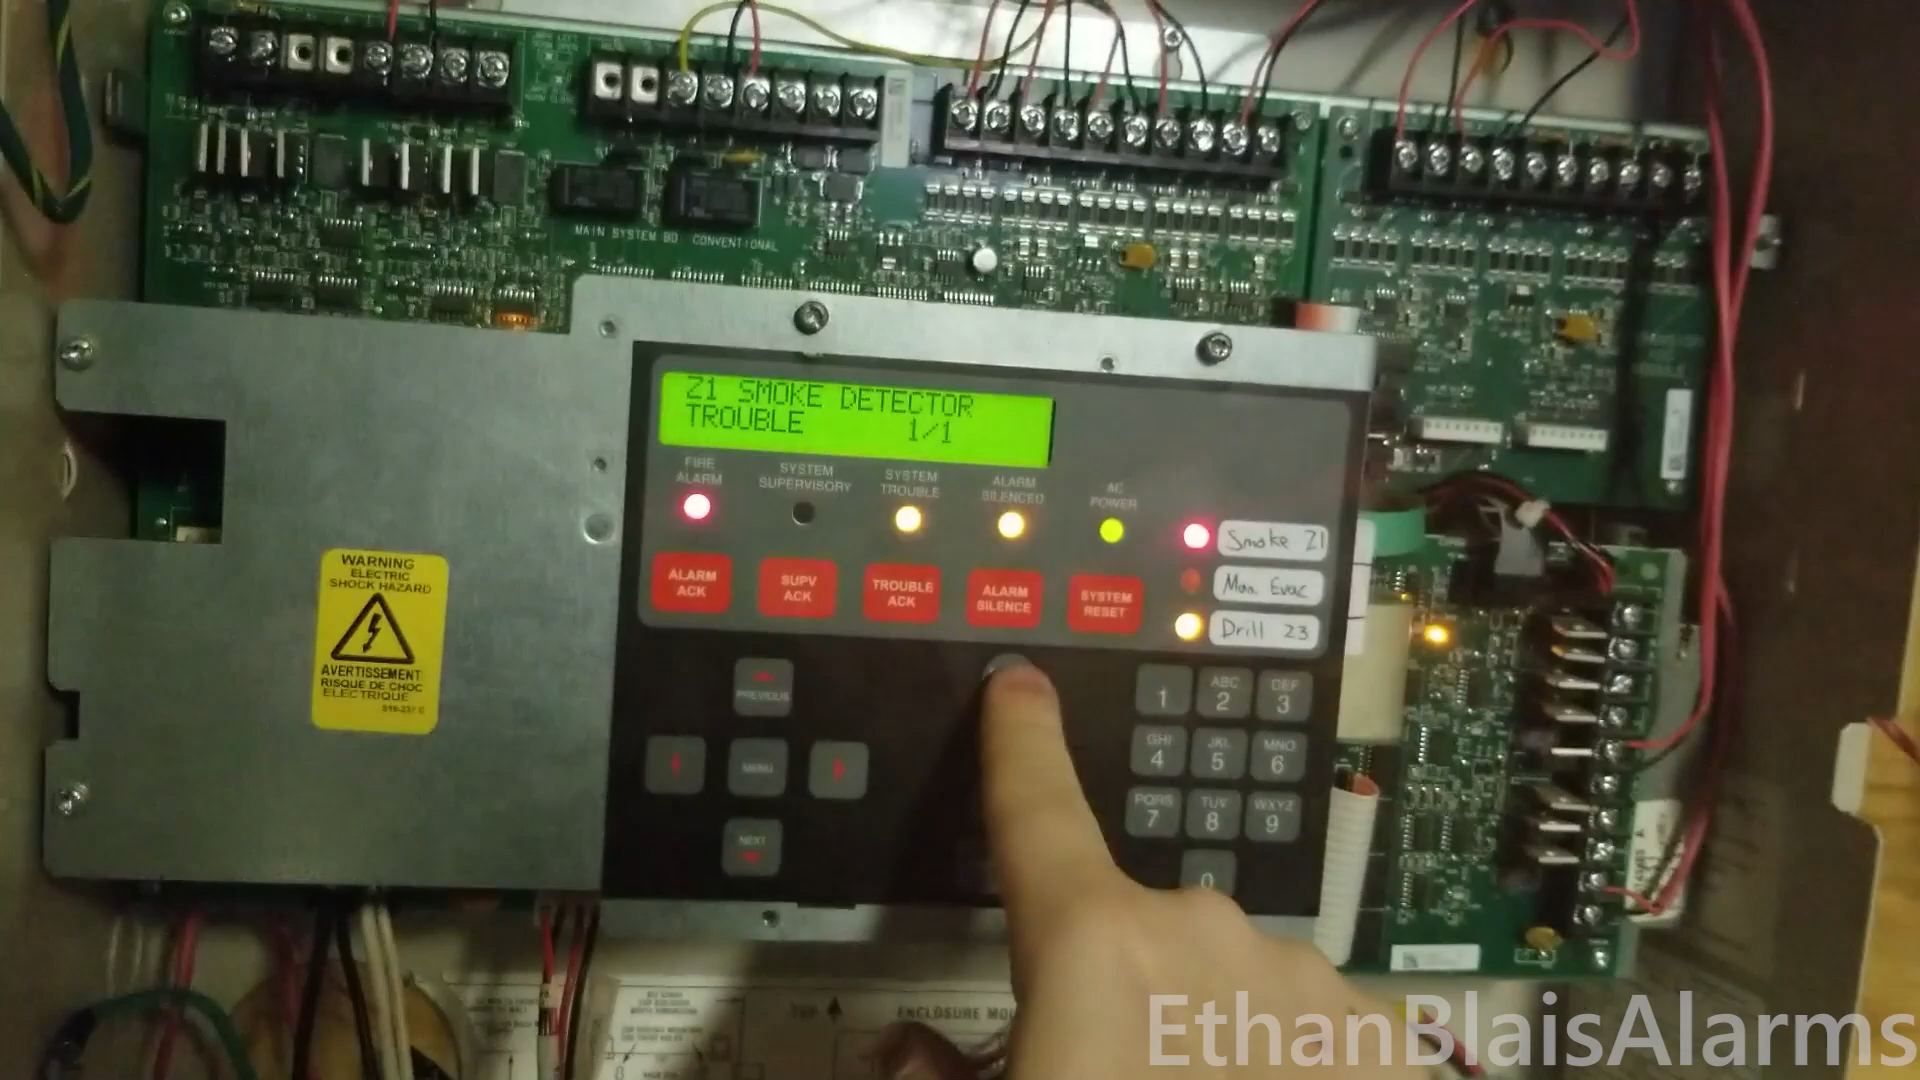 MAIN SYSTEM BD CONVENTIONAL
Z1 SMOKE DETECTOR
TROUBLE 1/1
FIRE
ALARM
SYSTEM
SUPERVISORY
SYSTEM
TROUBLE
ALARM
SILENCED
AC
POWER
Smoke Z1
Man. Evac
Drill Z3
ALARM
ACK
SUPV
ACK
TROUBLE
ACK
ALARM
SILENCE
SYSTEM
RESET
WARNING
ELECTRIC
SHOCK HAZARD
AVERTISSEMENT
RISQUE DE CHOC
ELECTRIQUE
PREVIOUS
MENU
NEXT
1
ABC
2
DEF
3
GHI
4
JKL
5
MNO
6
PQRS
7
TUV
8
WXYZ
9
0
TOP
ENCLOSURE
EthanBlaisAlarms